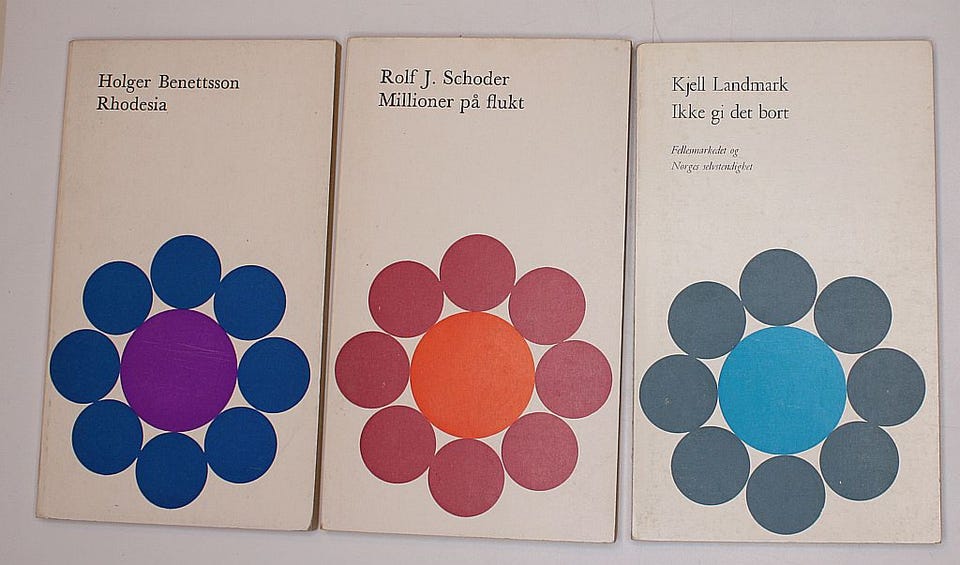 Holger Benettsson
Rhodesia
Rolf J. Schoder
Millioner på flukt
Kjell Landmark
Ikke gi det bort
Fellesmarkedet og
Norges selvstendighet